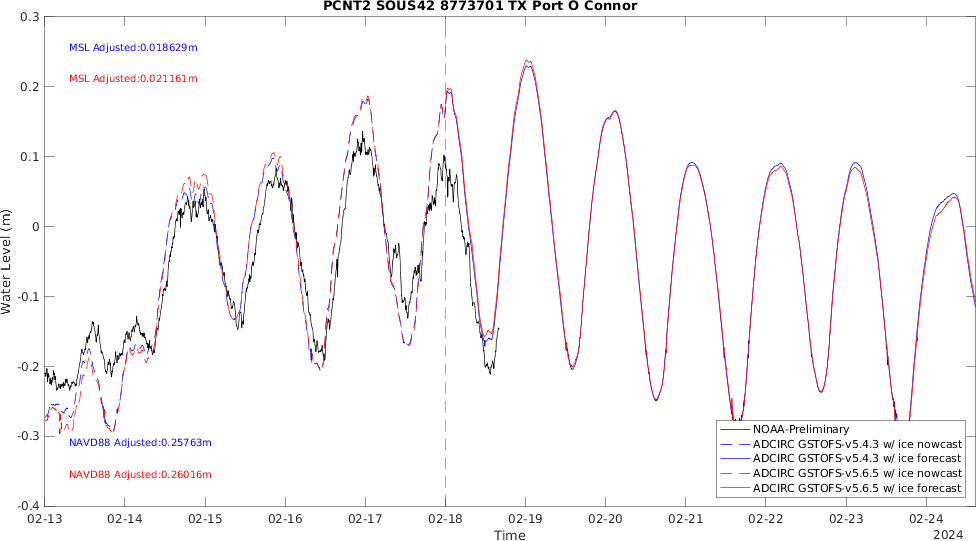 PCNT2 SOUS42 8773701 TX Port O Connor
0.3
MSL Adjusted:0.018629m
MSL Adjusted:0.021161m
0.2
0.1
0
-0.1
-0.2
-0.3
-0.4
Water Level (m)
NAVD88 Adjusted:0.25763m
NAVD88 Adjusted:0.26016m
NOAA-Preliminary
ADCIRC GSTOFS-v5.4.3 w/ ice nowcast
ADCIRC GSTOFS-v5.4.3 w/ ice forecast
ADCIRC GSTOFS-v5.6.5 w/ ice nowcast
ADCIRC GSTOFS-v5.6.5 w/ ice forecast
02-13 02-14 02-15 02-16 02-17 02-18 02-19 02-20 02-21 02-22 02-23 02-24
Time
2024